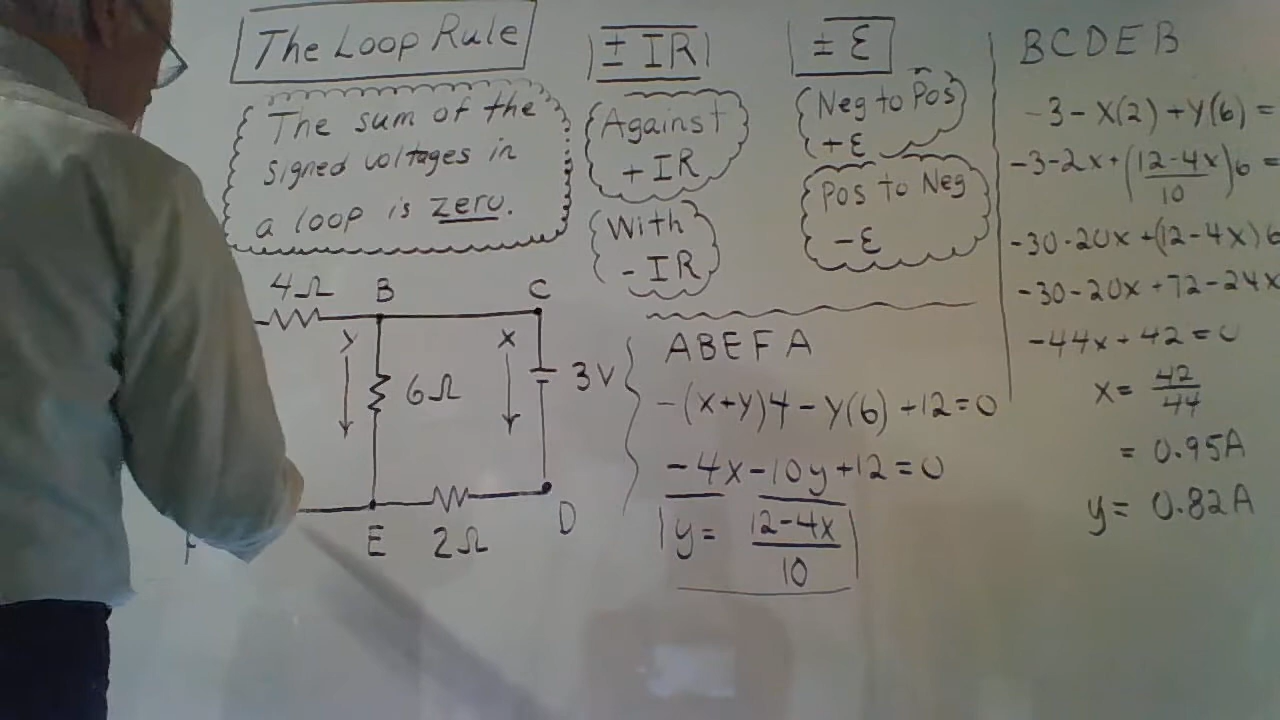 The Loop Rule
The sum of the
signed voltages in
a loop is zero.
± IR
Against
+ IR
With
- IR
± Ɛ
Neg to Pos
+ Ɛ
Pos to Neg
- Ɛ
4Ω B C
y x
6Ω 3V
F E 2Ω D
ABEFA
-(x+y)4-y(6)+12=0
-4x-10y+12=0
y= 12-4x
10
BCDEB
-3-x(2)+y(6)=
-3-2x+(12-4x)6=
10
-30-20x+(12-4x)6
-30-20x+72-24x
-44x+42=0
x= 42
44
= 0.95A
y= 0.82A